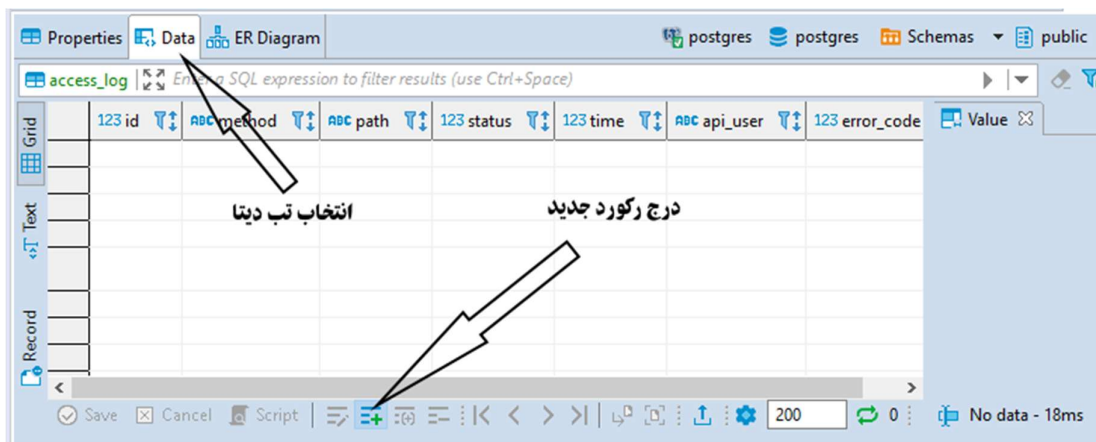 Properties Data ER Diagram postgres postgres Schemas public
access_log Enter a SQL expression to filter results (use Ctrl+Space)
Grid 123 id ABC method ABC path 123 status 123 time ABC api_user 123 error_code Value
انتخاب تب دیتا
درج رکورد جدید
Text
Record
Save Cancel Script 200 0 No data - 18ms